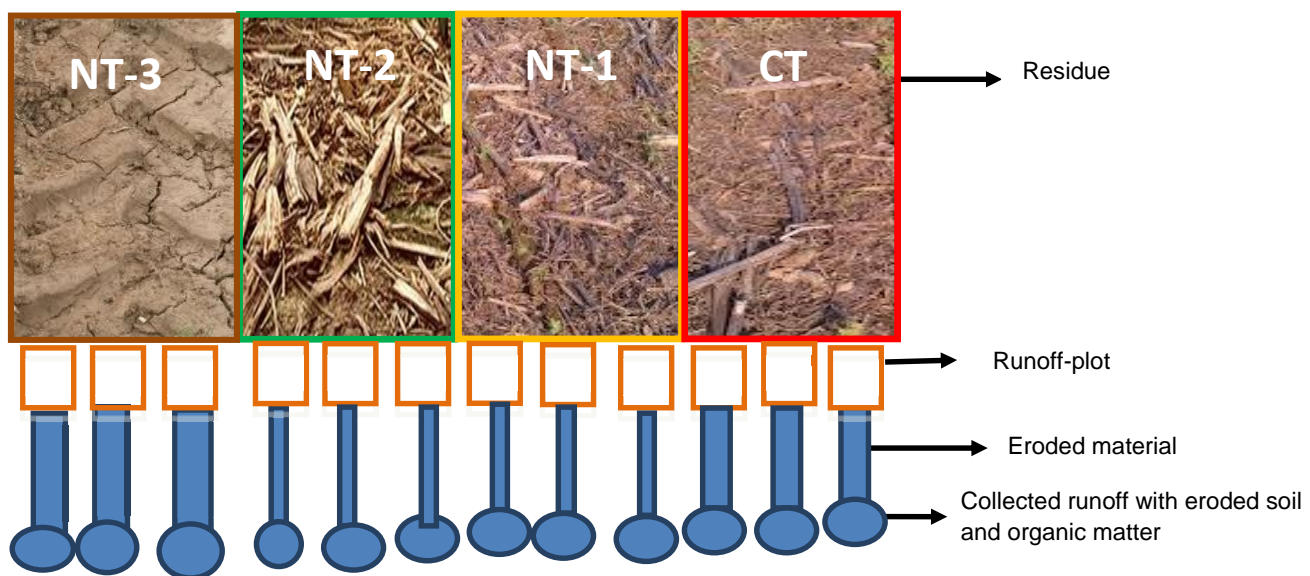 NT-3
NT-2
NT-1
CT
Residue
Runoff-plot
Eroded material
Collected runoff with eroded soil
and organic matter